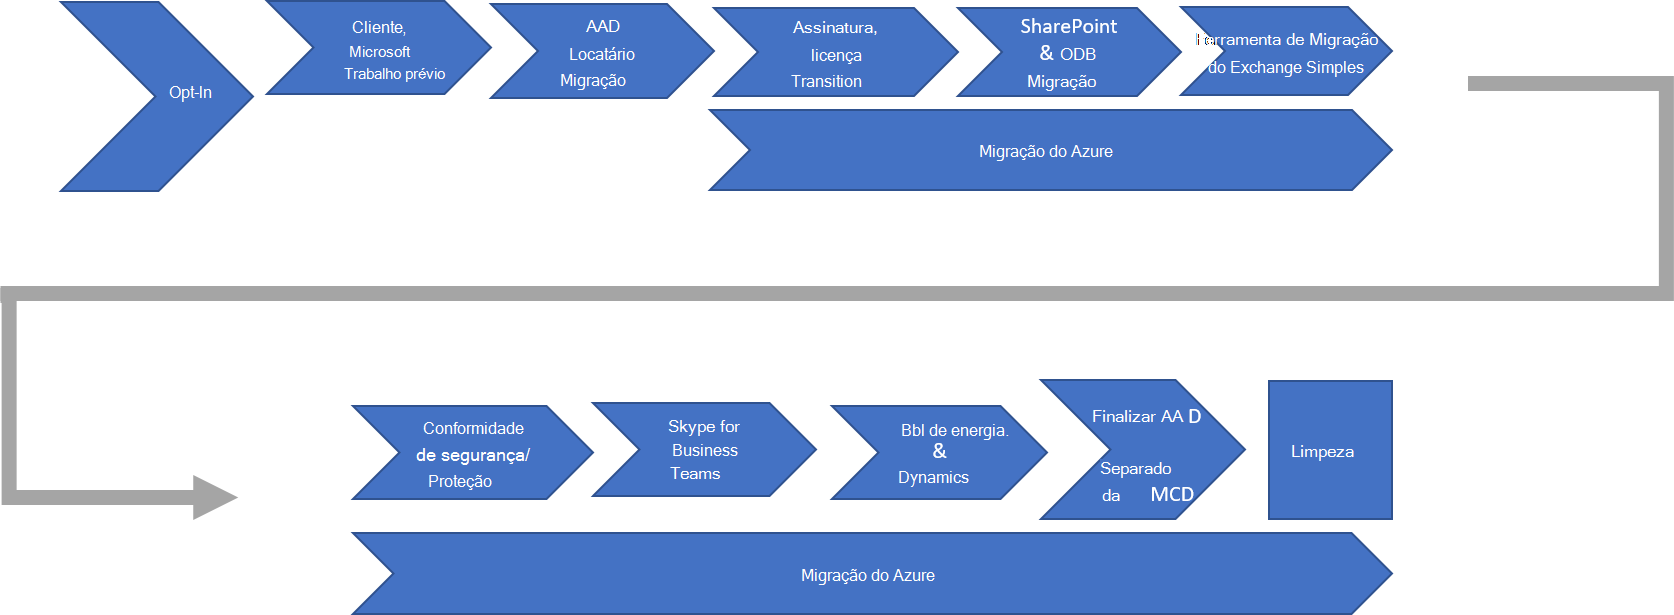 Opt-In
Cliente,
Microsoft
Trabalho prévio
AAD
Locatário
Migração
Assinatura,
licença
Transition
SharePoint
& ODB
Migração
Ferramenta de Migração
do Exchange Simples
Migração do Azure
Conformidade
de segurança/
Proteção
Skype for
Business
Teams
Bbl de energia.
&
Dynamics
Finalizar AA D
Separado
da MCD
Limpeza
Migração do Azure